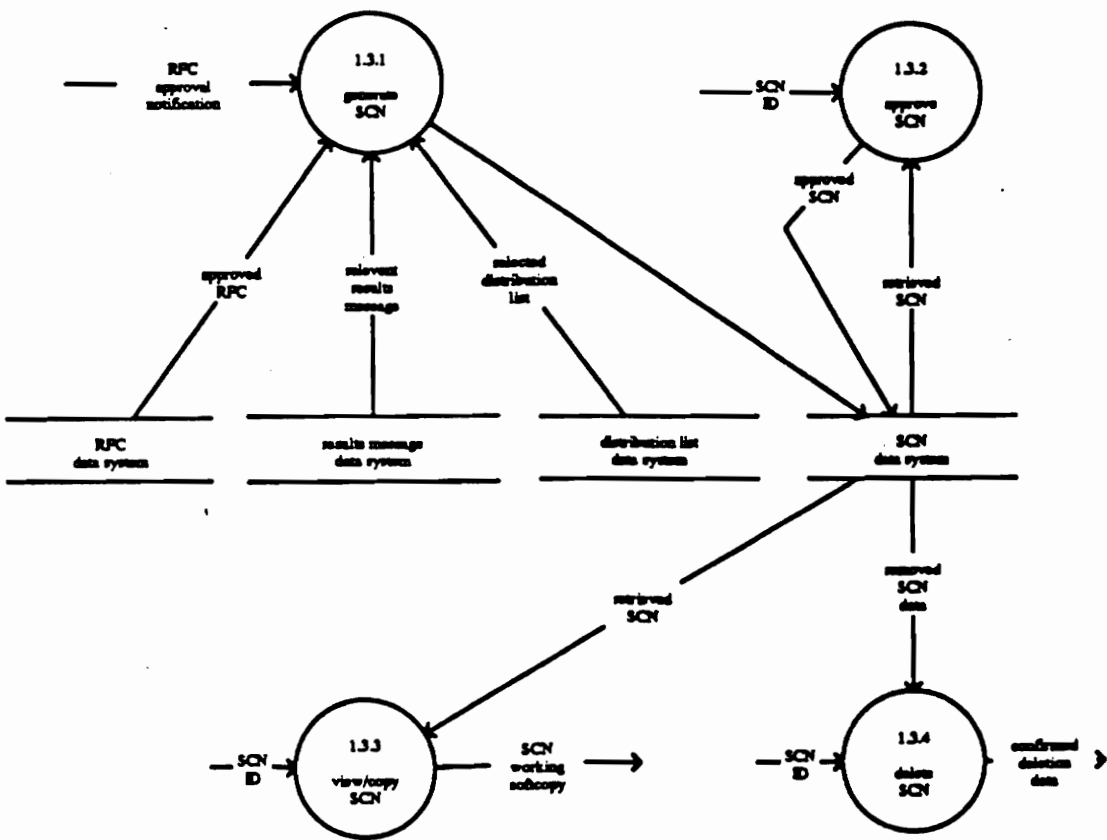 RFC
approval
notification
1.3.1
generate
SCN
SCN
ID
1.3.2
approve
SCN
approved
SCN
approved
RFC
relevent
results
message
selected
distribution
list
retrieved
SCN
RFC
data system
results message
data system
distribution list
data system
SCN
data system
retrieved
SCN
removed
SCN
data
SCN
ID
1.3.3
view/copy
SCN
SCN
working
softcopy
SCN
ID
1.3.4
delete
SCN
confirmed
deletion
data